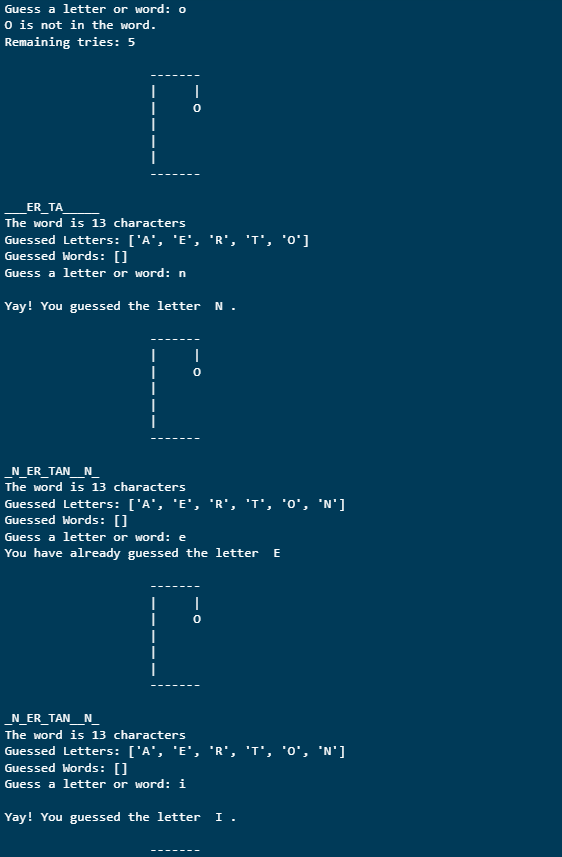 Guess a letter or word: o
O is not in the word.
Remaining tries: 5
                    -------
                    |     |
                    |     O
                    |
                    |
                    |
                    -------
___ER_TA_____
The word is 13 characters
Guessed Letters: ['A', 'E', 'R', 'T', 'O']
Guessed Words: []
Guess a letter or word: n
Yay! You guessed the letter  N .
                    -------
                    |     |
                    |     O
                    |
                    |
                    |
                    -------
_N_ER_TAN__N_
The word is 13 characters
Guessed Letters: ['A', 'E', 'R', 'T', 'O', 'N']
Guessed Words: []
Guess a letter or word: e
You have already guessed the letter  E
                    -------
                    |     |
                    |     O
                    |
                    |
                    |
                    -------
_N_ER_TAN__N_
The word is 13 characters
Guessed Letters: ['A', 'E', 'R', 'T', 'O', 'N']
Guessed Words: []
Guess a letter or word: i
Yay! You guessed the letter  I .
                    -------